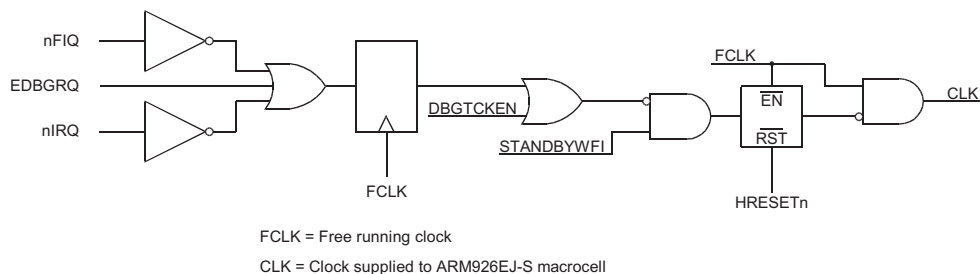 nFIQ
EDBGRQ
nIRQ
FCLK
DBGTCKEN
STANDBYWFI
FCLK
EN
RST
HRESETn
CLK
FCLK = Free running clock
CLK = Clock supplied to ARM926EJ-S macrocell